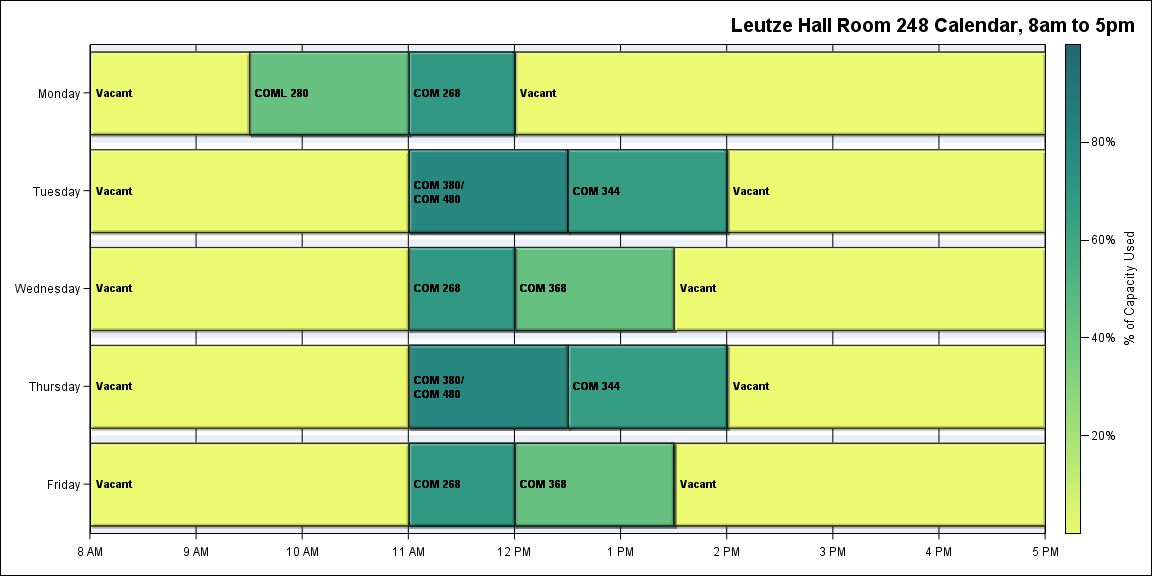 Leutze Hall Room 248 Calendar, 8am to 5pm
Monday
Vacant
COML 280
COM 268
Vacant
80%
Tuesday
Vacant
COM 380/
COM 480
COM 344
Vacant
60%
% of Capacity Used
Wednesday
Vacant
COM 268
COM 368
Vacant
40%
Thursday
Vacant
COM 380/
COM 480
COM 344
Vacant
20%
Friday
Vacant
COM 268
COM 368
Vacant
8 AM
9 AM
10 AM
11 AM
12 PM
1 PM
2 PM
3 PM
4 PM
5 PM